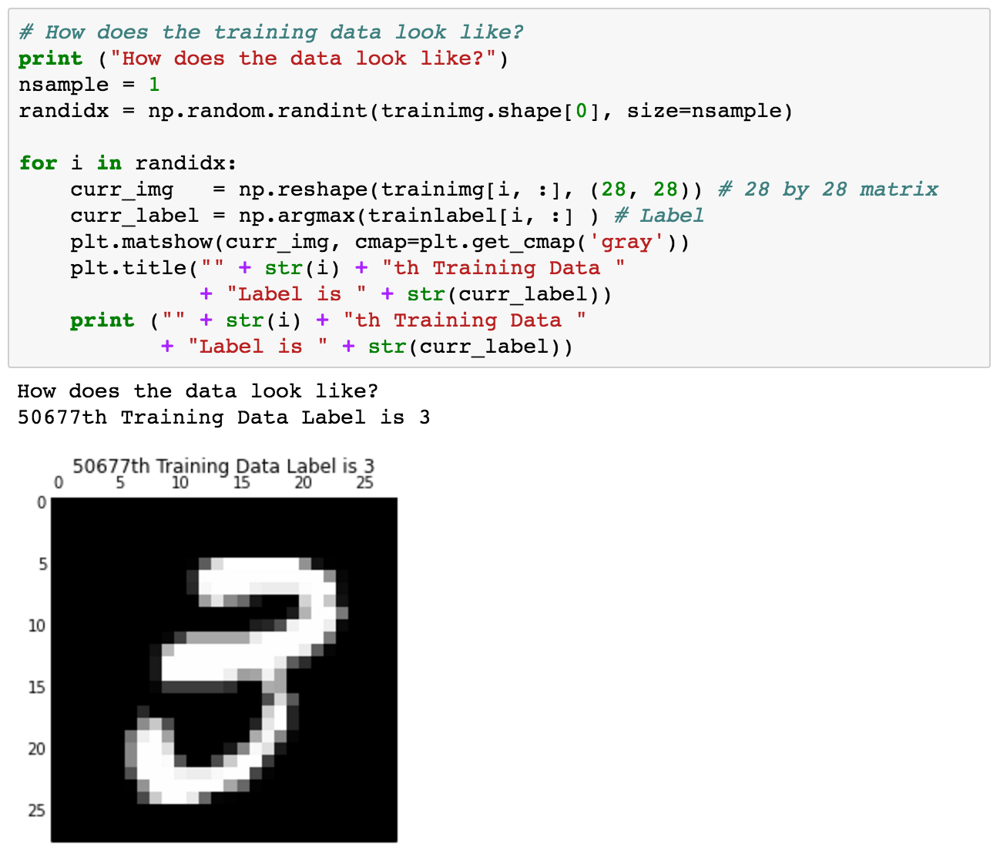 # How does the training data look like?
print ("How does the data look like?")
nsample = 1
randidx = np.random.randint(trainimg.shape[0], size=nsample)
for i in randidx:
    curr_img   = np.reshape(trainimg[i, :], (28, 28)) # 28 by 28 matrix
    curr_label = np.argmax(trainlabel[i, :] ) # Label
    plt.matshow(curr_img, cmap=plt.get_cmap('gray'))
    plt.title("" + str(i) + "th Training Data "
              + "Label is " + str(curr_label))
    print ("" + str(i) + "th Training Data "
           + "Label is " + str(curr_label))
How does the data look like?
50677th Training Data Label is 3
50677th Training Data Label is 3
0 5 10 15 20 25
0
5
10
15
20
25
3